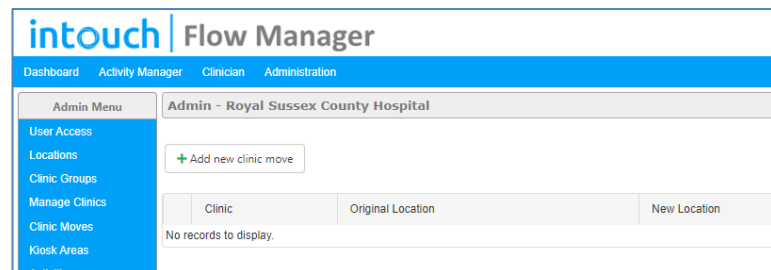 intouch | Flow Manager
Dashboard Activity Manager Clinician Administration
Admin Menu
User Access
Locations
Clinic Groups
Manage Clinics
Clinic Moves
Kiosk Areas
Admin - Royal Sussex County Hospital
+ Add new clinic move
Clinic Original Location New Location
No records to display.